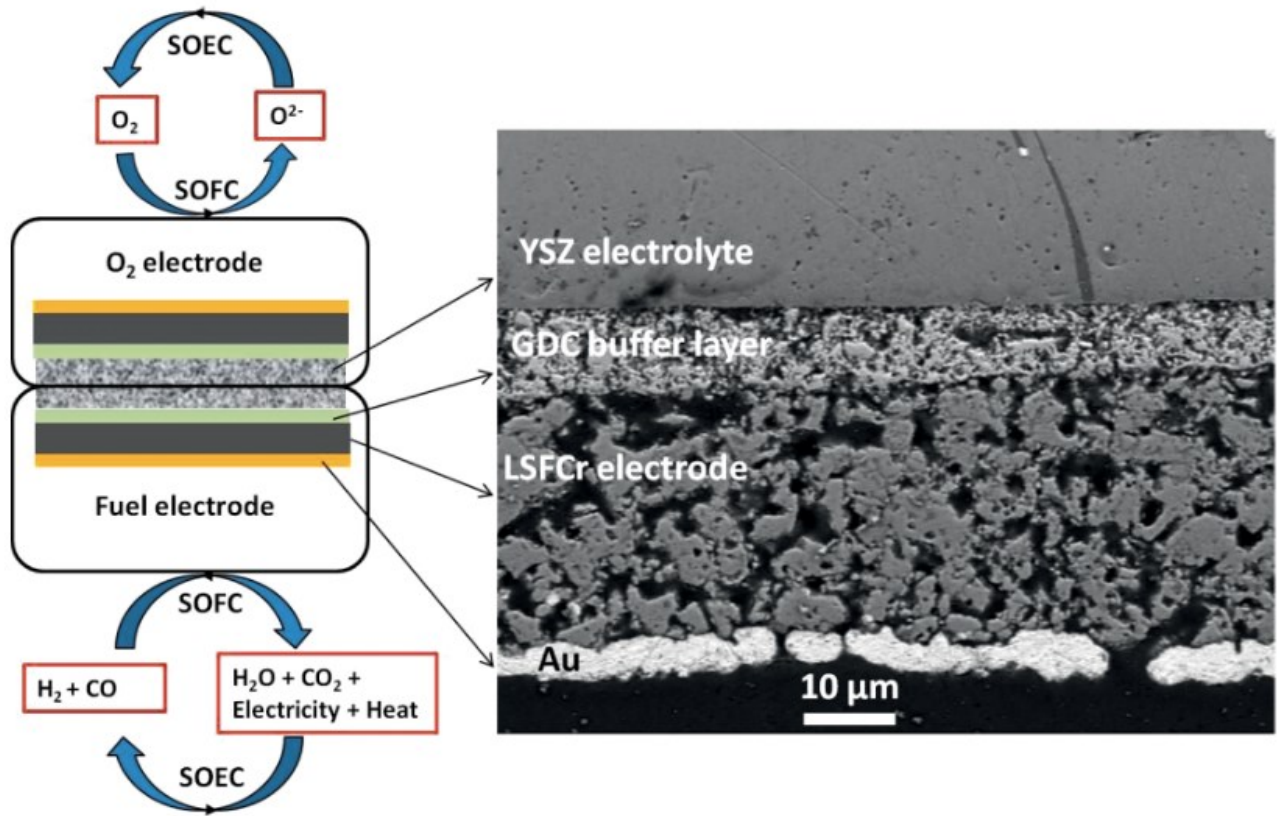 SOEC
O₂
O²⁻
SOFC
O₂ electrode
Fuel electrode
SOFC
H₂ + CO
H₂O + CO₂ +
Electricity + Heat
SOEC
YSZ electrolyte
GDC buffer layer
LSFCr electrode
Au
10 µm